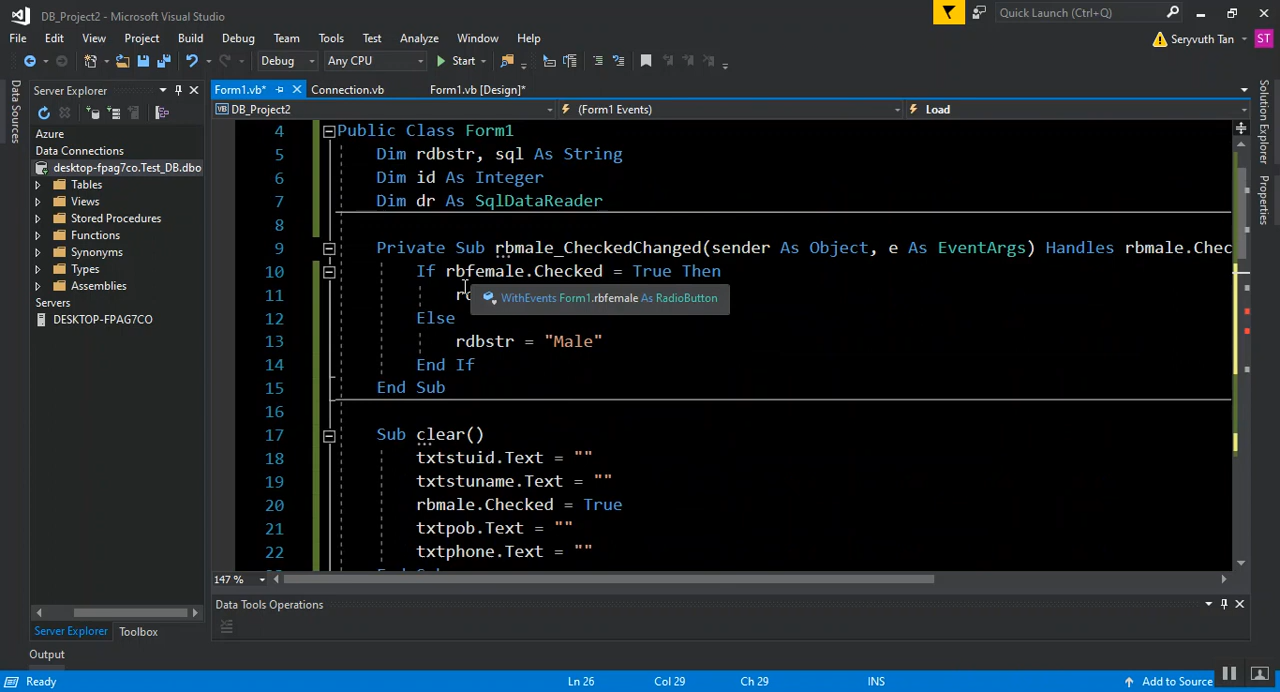 DB_Project2 - Microsoft Visual Studio
Quick Launch (Ctrl+Q)
File Edit View Project Build Debug Team Tools Test Analyze Window Help
Seryvuth Tan ST
Debug Any CPU Start
Server Explorer
Form1.vb* Connection.vb Form1.vb [Design]*
DB_Project2 (Form1 Events) Load
Data Sources
Solution Explorer
Properties
Azure
Data Connections
desktop-fpag7co.Test_DB.dbo
Tables
Views
Stored Procedures
Functions
Synonyms
Types
Assemblies
Servers
DESKTOP-FPAG7CO
4 Public Class Form1
5 Dim rdbstr, sql As String
6 Dim id As Integer
7 Dim dr As SqlDataReader
8
9 Private Sub rbmale_CheckedChanged(sender As Object, e As EventArgs) Handles rbmale.Chec
10 If rbfemale.Checked = True Then
11
WithEvents Form1.rbfemale As RadioButton
12 Else
13 rdbstr = "Male"
14 End If
15 End Sub
16
17 Sub clear()
18 txtstuid.Text = ""
19 txtstuname.Text = ""
20 rbmale.Checked = True
21 txtpob.Text = ""
22 txtphone.Text = ""
147 %
Data Tools Operations
Server Explorer Toolbox
Output
Ready Ln 26 Col 29 Ch 29 INS Add to Source